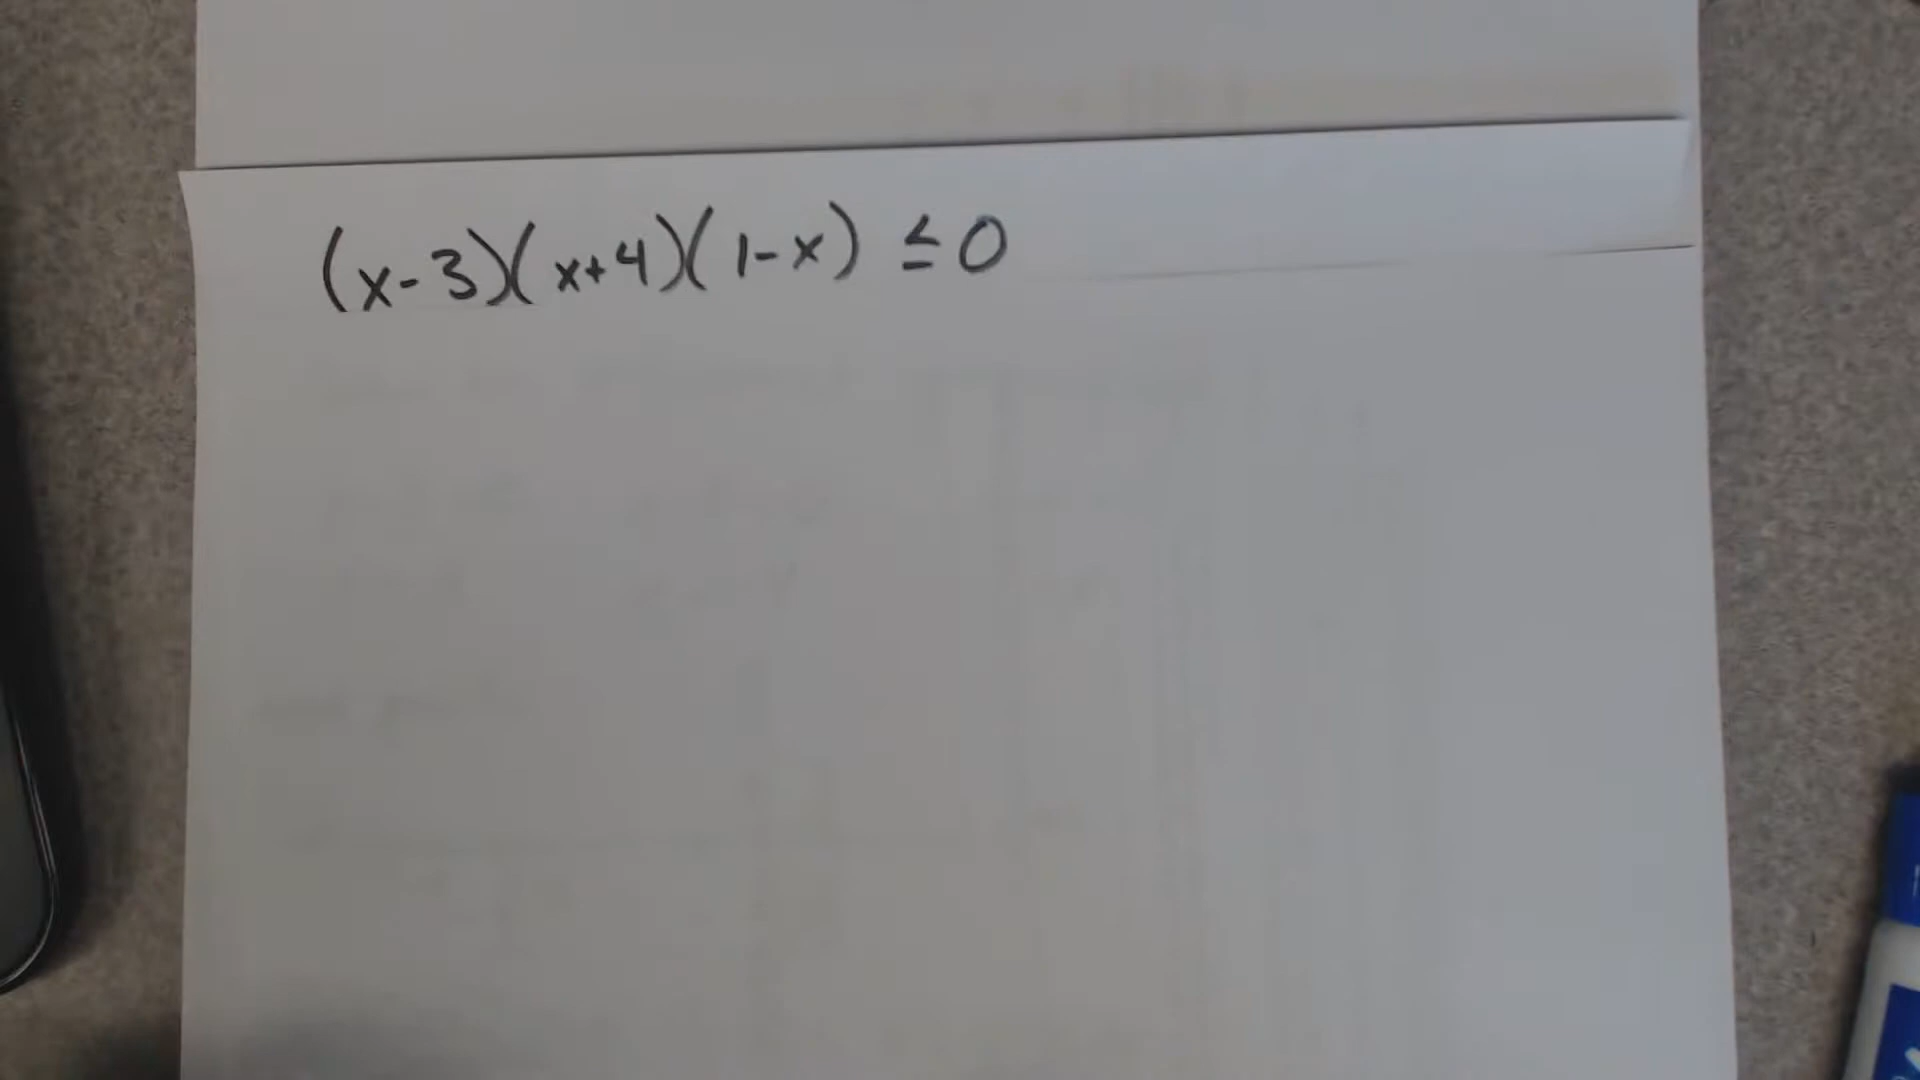 (x-3)(x+4)(1-x) ≤ 0